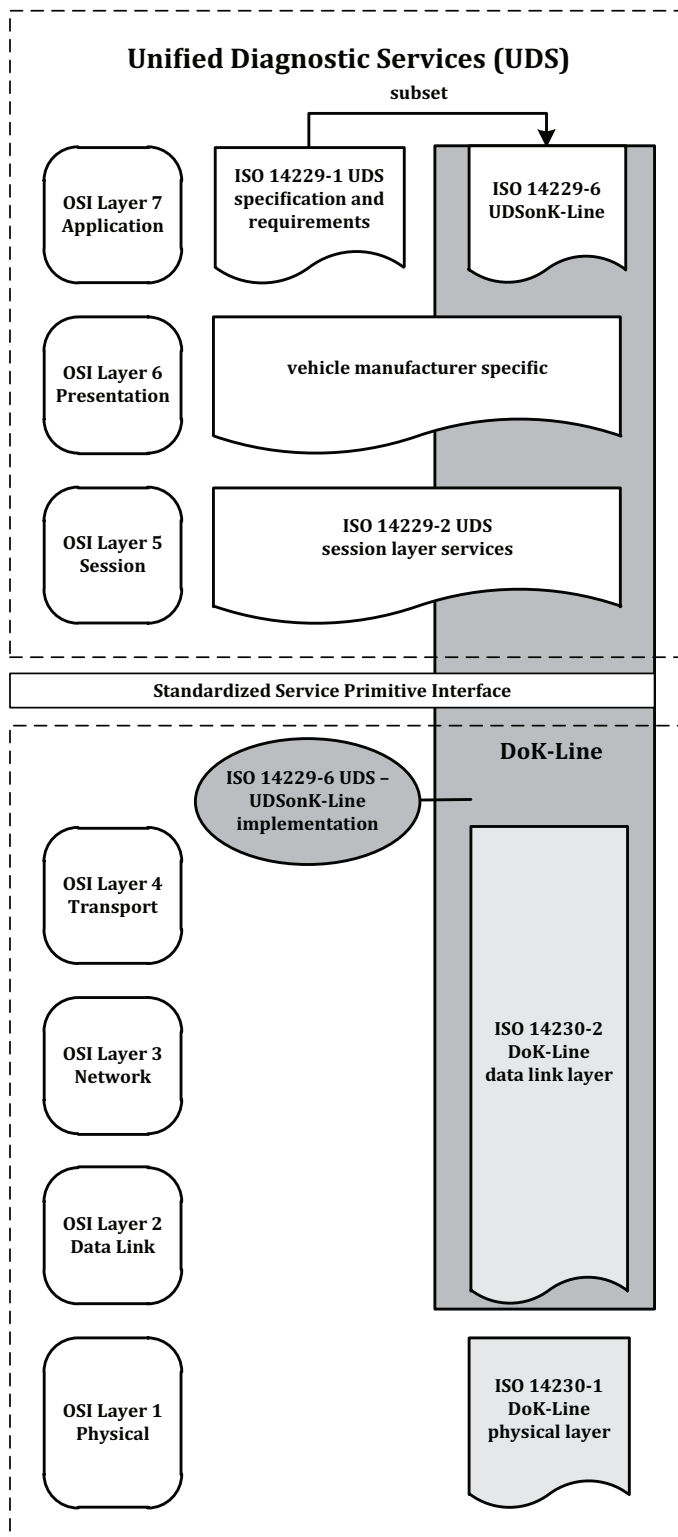 Unified Diagnostic Services (UDS)
subset
OSI Layer 7
Application
ISO 14229-1 UDS
specification and
requirements
ISO 14229-6
UDSonK-Line
OSI Layer 6
Presentation
vehicle manufacturer specific
OSI Layer 5
Session
ISO 14229-2 UDS
session layer services
Standardized Service Primitive Interface
DoK-Line
ISO 14229-6 UDS –
UDSonK-Line
implementation
OSI Layer 4
Transport
OSI Layer 3
Network
ISO 14230-2
DoK-Line
data link layer
OSI Layer 2
Data Link
OSI Layer 1
Physical
ISO 14230-1
DoK-Line
physical layer